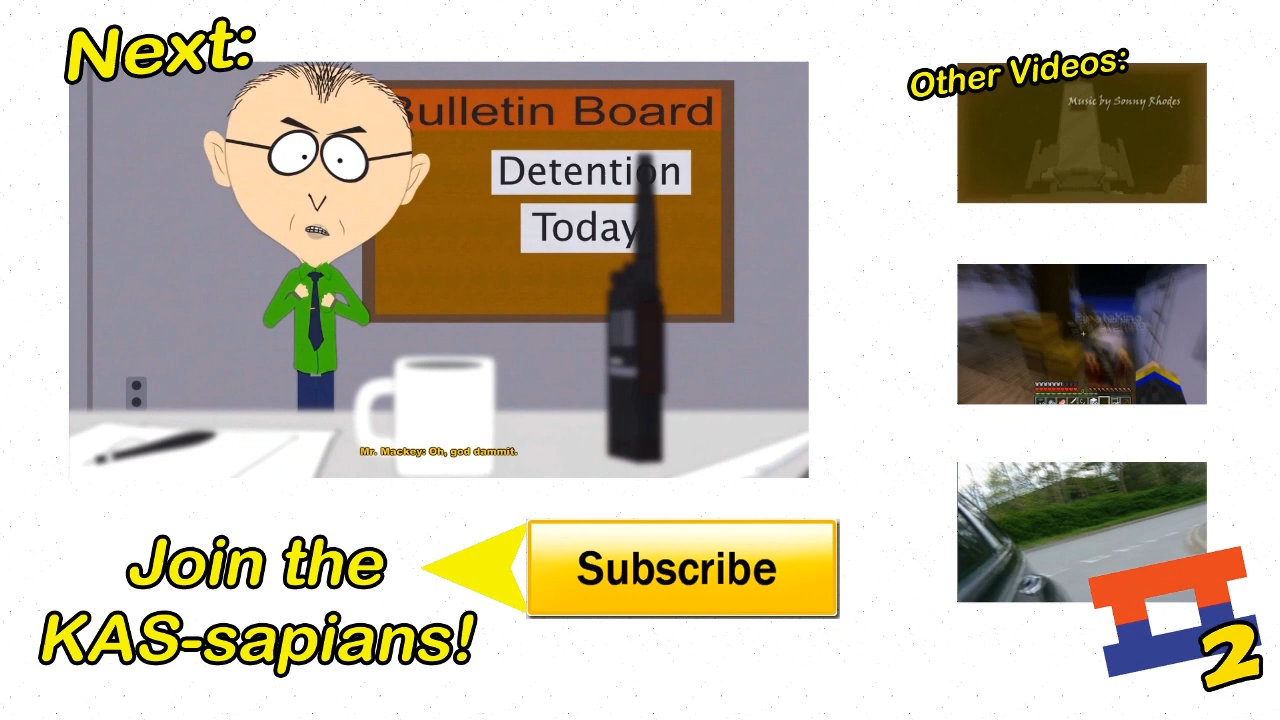 Next:
Bulletin Board
Detention
Today
Mr. Mackey: Oh, god dammit.
Other Videos:
Music by Sonny Rhodes
Join the
KAS-sapians!
Subscribe
2